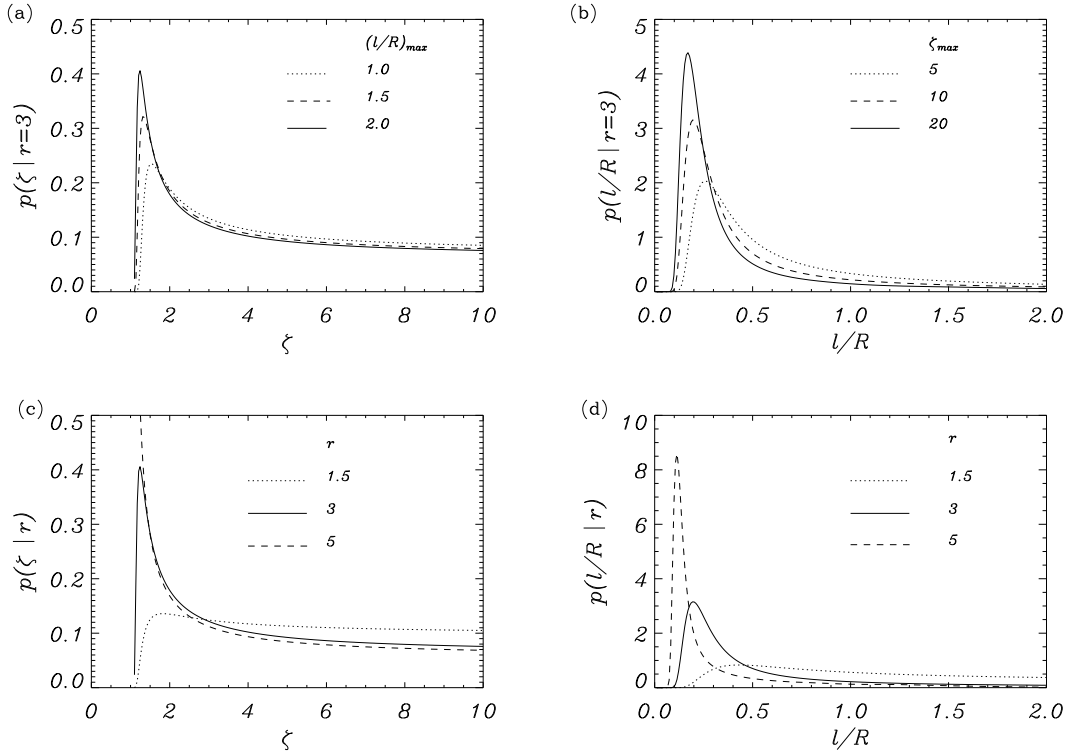 (a)
0.5
0.4
0.3
0.2
0.1
0.0
p(ζ | r=3)
(l/R)max
1.0
1.5
2.0
0 2 4 6 8 10
ζ
(b)
5
4
3
2
1
0
p(l/R | r=3)
ζmax
5
10
20
0.0 0.5 1.0 1.5 2.0
l/R
(c)
0.5
0.4
0.3
0.2
0.1
0.0
p(ζ | r)
r
1.5
3
5
0 2 4 6 8 10
ζ
(d)
10
8
6
4
2
0
p(l/R | r)
r
1.5
3
5
0.0 0.5 1.0 1.5 2.0
l/R